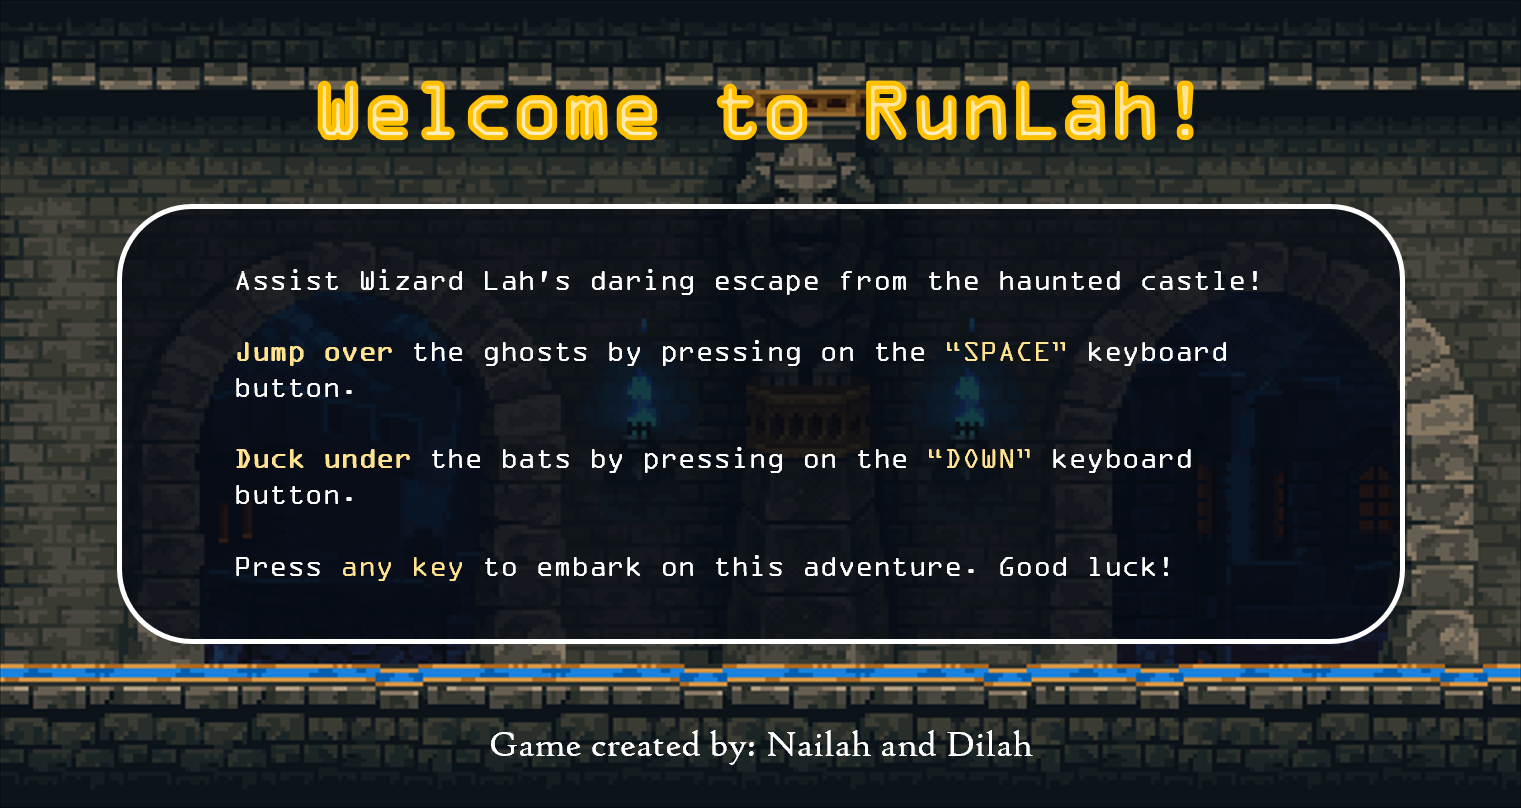 Welcome to RunLah!
Assist Wizard Lah's daring escape from the haunted castle!
Jump over the ghosts by pressing on the “SPACE” keyboard
button.
Duck under the bats by pressing on the “DOWN” keyboard
button.
Press any key to embark on this adventure. Good luck!
Game created by: Nailah and Dilah